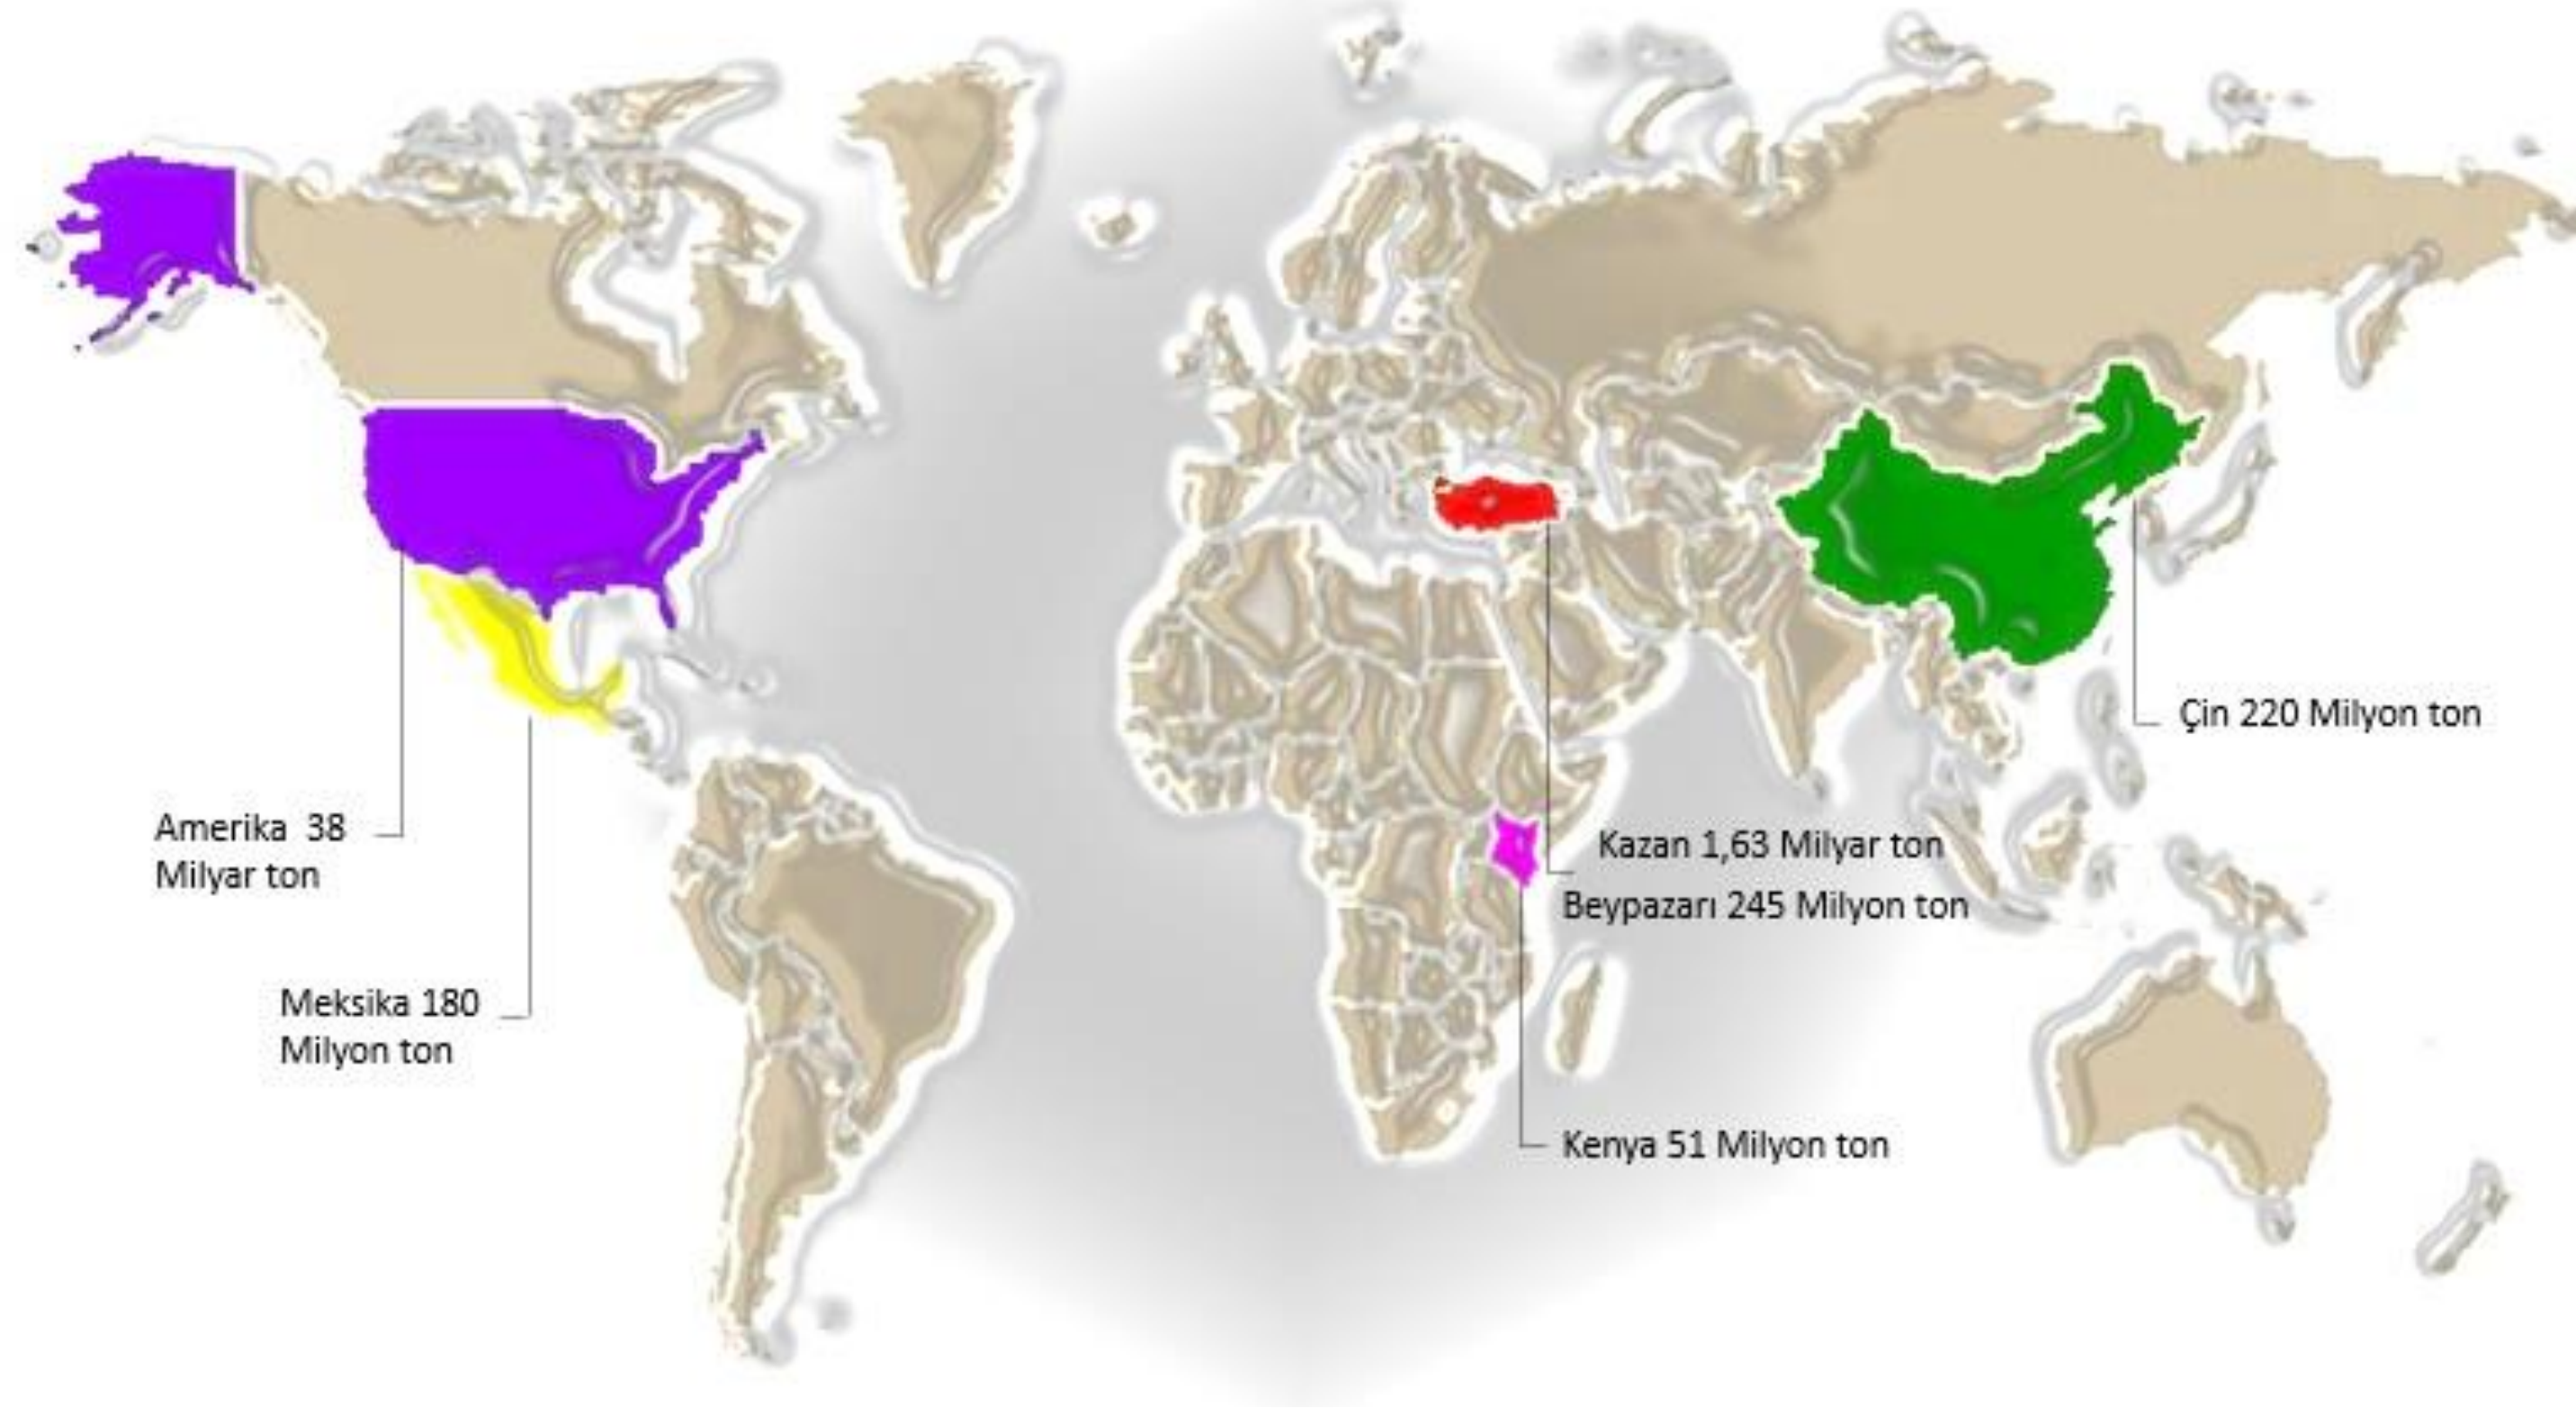 Çin 220 Milyon ton
Amerika  38
Milyar ton
Kazan 1,63 Milyar ton
Beypazarı 245 Milyon ton
Meksika 180
Milyon ton
Kenya 51 Milyon ton